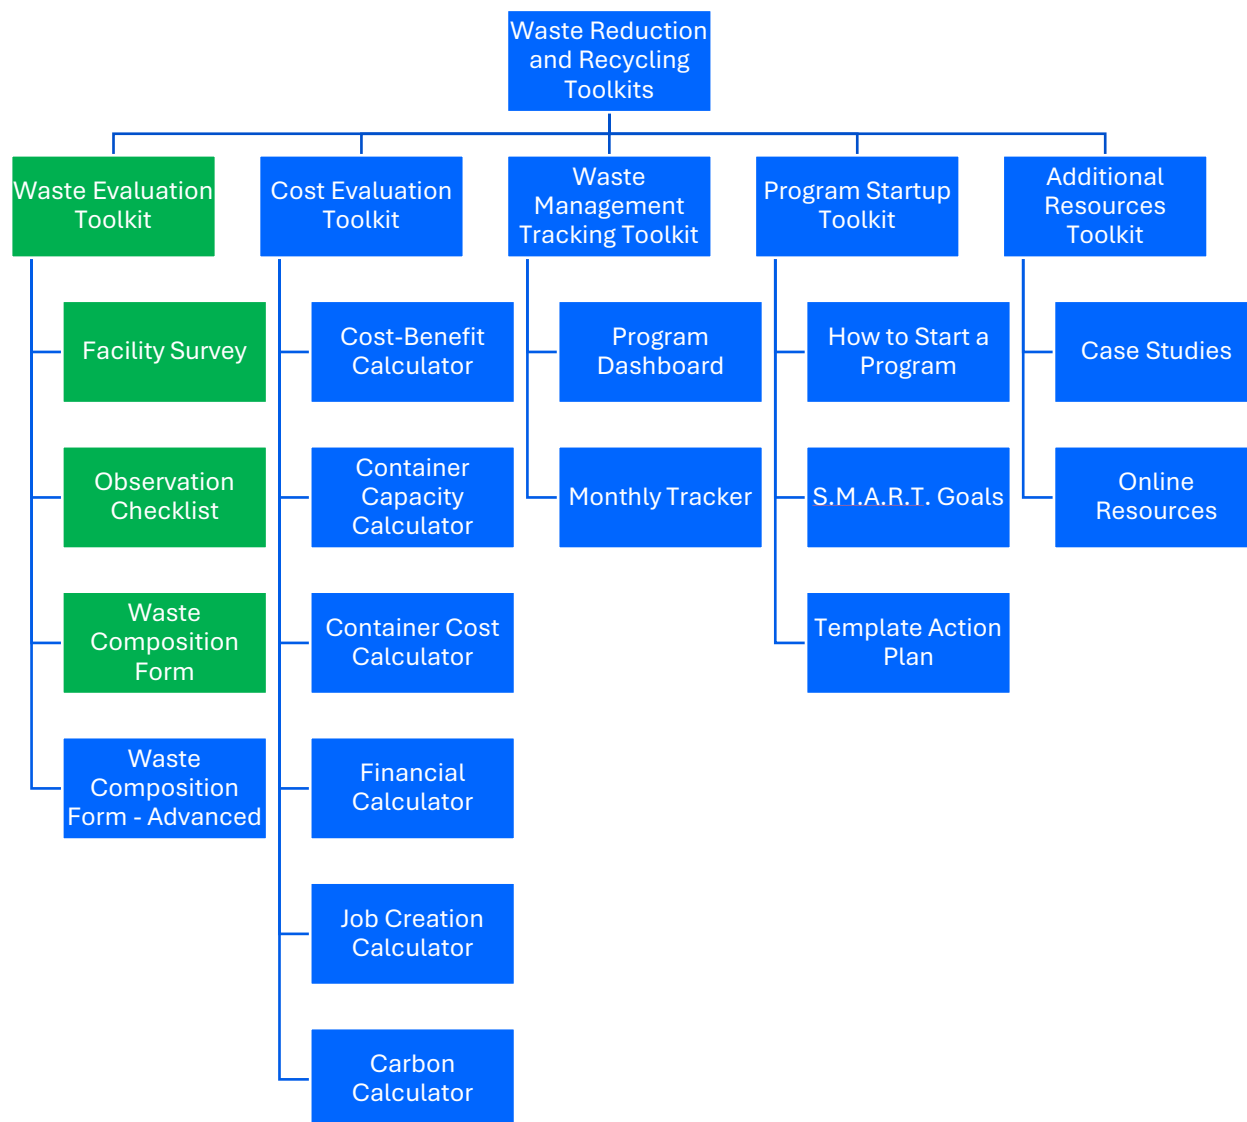 Waste Reduction
and Recycling
Toolkits
Waste Evaluation
Toolkit
Cost Evaluation
Toolkit
Waste
Management
Tracking Toolkit
Program Startup
Toolkit
Additional
Resources
Toolkit
Facility Survey
Cost-Benefit
Calculator
Program
Dashboard
How to Start a
Program
Case Studies
Observation
Checklist
Container
Capacity
Calculator
Monthly Tracker
S.M.A.R.T. Goals
Online
Resources
Waste
Composition
Form
Container Cost
Calculator
Template Action
Plan
Waste
Composition
Form - Advanced
Financial
Calculator
Job Creation
Calculator
Carbon
Calculator